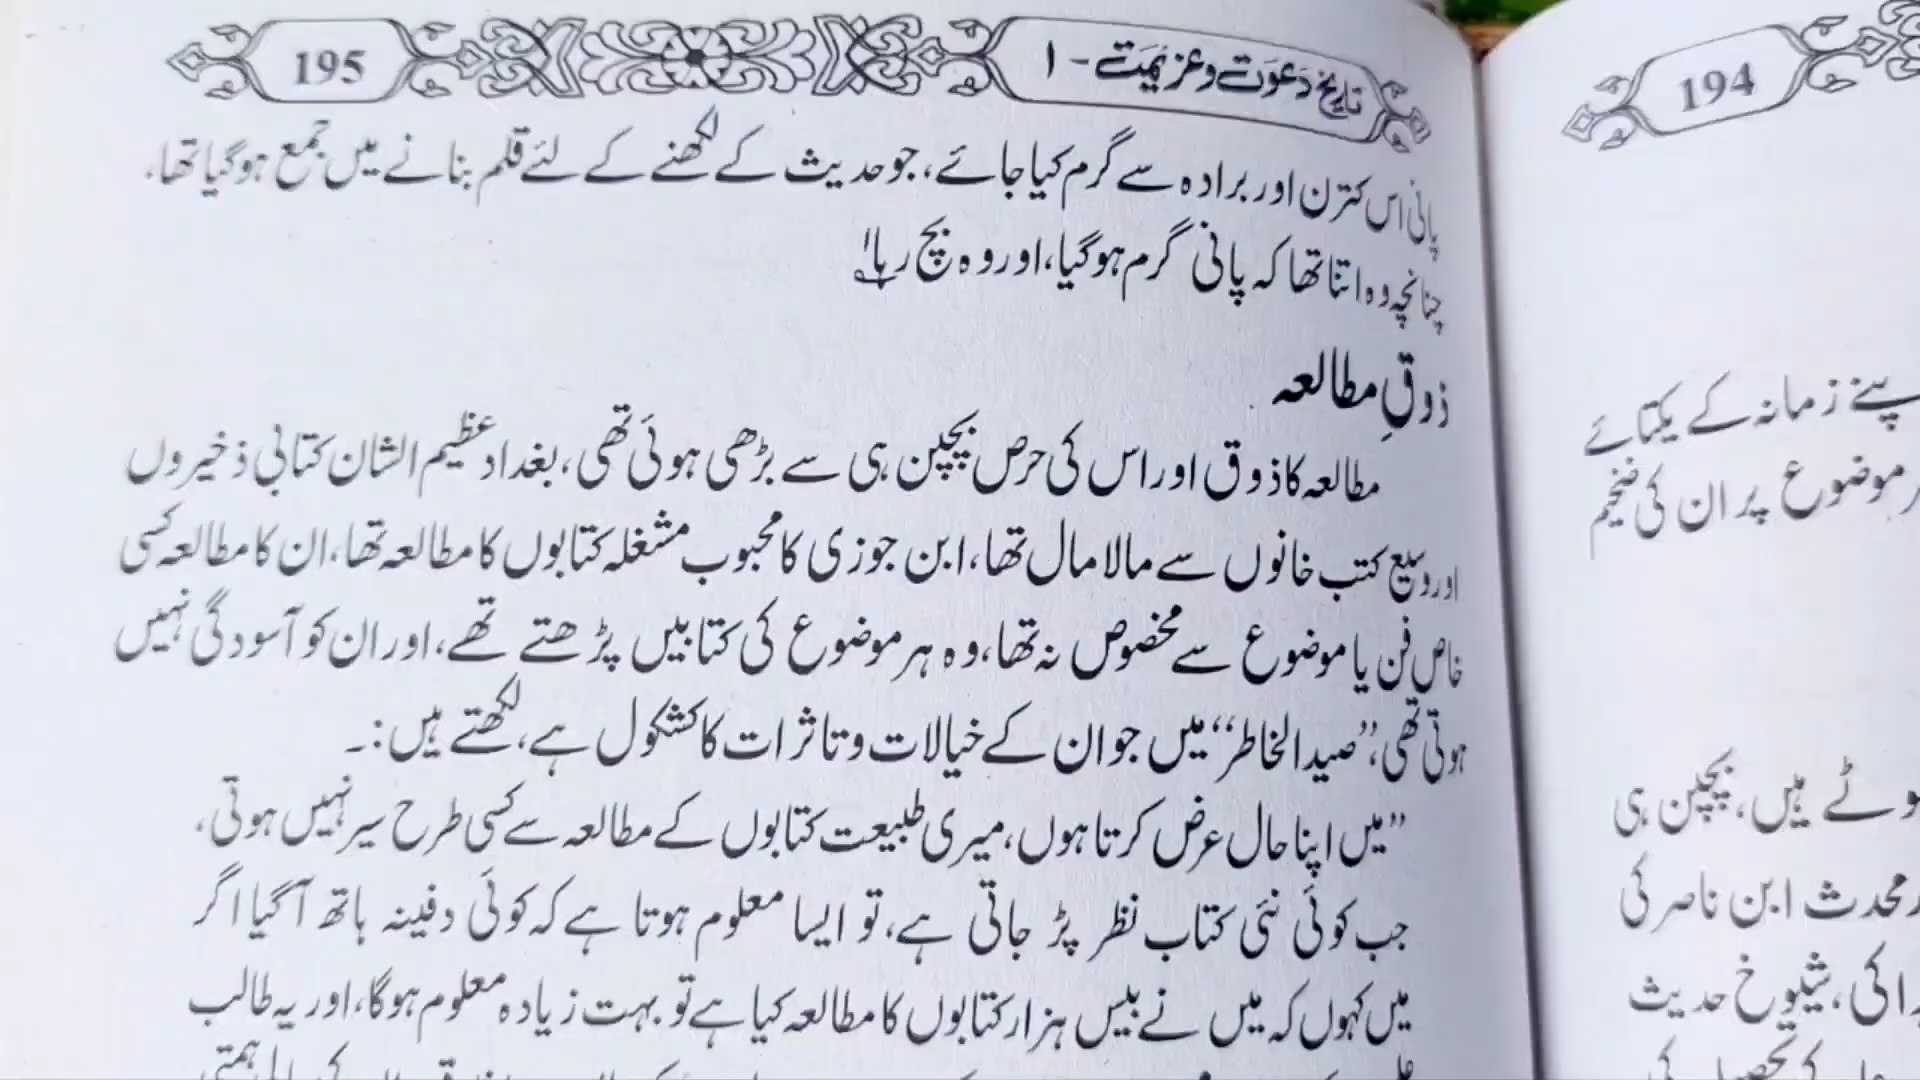 195
تاریخ دعوت و عزیمت - ۱
پانی اس کترن اور برادہ سے گرم کیا جائے، جو حدیث کے لکھنے کے لئے قلم بنانے میں جمع ہوگیا تھا،
چنانچہ وہ اتنا تھا کہ پانی گرم ہوگیا، اور وہ بچ رہا۔
ذوقِ مطالعہ
مطالعہ کا ذوق اور اس کی حرص بچپن ہی سے بڑھی ہوئی تھی، بغداد عظیم الشان کتابی ذخیروں
اور وسیع کتب خانوں سے مالا مال تھا، ابن جوزی کا محبوب مشغلہ کتابوں کا مطالعہ تھا، ان کا مطالعہ کسی
خاص فن یا موضوع سے مخصوص نہ تھا، وہ ہر موضوع کی کتابیں پڑھتے تھے، اور ان کو آسودگی نہیں
ہوتی تھی، ”صید الخاطر“ میں جو ان کے خیالات و تاثرات کا کشکول ہے، لکھتے ہیں:۔
”میں اپنا حال عرض کرتا ہوں، میری طبیعت کتابوں کے مطالعہ سے کسی طرح سیر نہیں ہوتی،
جب کوئی نئی کتاب نظر پڑ جاتی ہے، تو ایسا معلوم ہوتا ہے کہ کوئی دفینہ ہاتھ آگیا اگر
میں کہوں کہ میں نے بیس ہزار کتابوں کا مطالعہ کیا ہے تو بہت زیادہ معلوم ہوگا، اور یہ طالب
194
اپنے زمانہ کے یکتائے
ہر موضوع پر ان کی ضخیم
ہیں، بچپن ہی
محدث ابن ناصر کی
کی، شیوخ حدیث